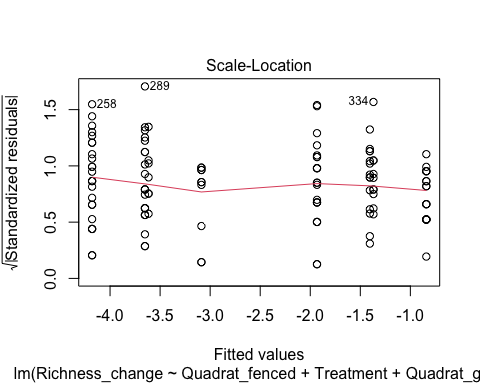 Scale-Location
√|Standardized residuals|
1.5
1.0
0.5
0.0
258
289
334
-4.0 -3.5 -3.0 -2.5 -2.0 -1.5 -1.0
Fitted values
lm(Richness_change ~ Quadrat_fenced + Treatment + Quadrat_g